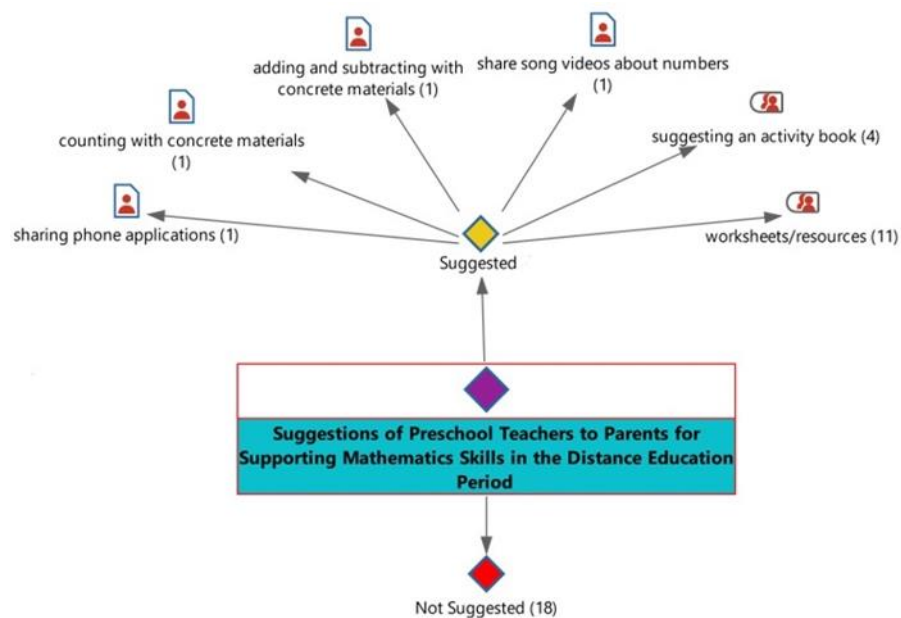 adding and subtracting with
concrete materials (1)
share song videos about numbers
(1)
counting with concrete materials
(1)
suggesting an activity book (4)
sharing phone applications (1)
worksheets/resources (11)
Suggested
Suggestions of Preschool Teachers to Parents for
Supporting Mathematics Skills in the Distance Education
Period
Not Suggested (18)